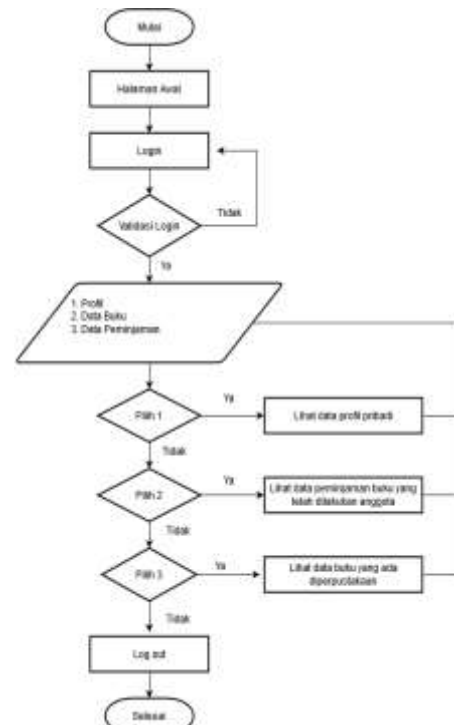 Mulai
Halaman Awal
Login
Tidak
Validasi Login
Ya
1. Profil
2. Data Buku
3. Data Peminjaman
Pilih 1
Ya
Lihat data profil pribadi
Tidak
Pilih 2
Ya
Lihat data peminjaman buku yang
telah dilakukan anggota
Tidak
Pilih 3
Ya
Lihat data buku yang ada
diperpustakaan
Tidak
Log out
Selesai